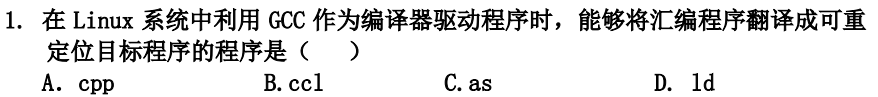 1. 在 Linux 系统中利用 GCC 作为编译器驱动程序时，能够将汇编程序翻译成可重
定位目标程序的程序是（ ）
A. cpp B.ccl C.as D. ld